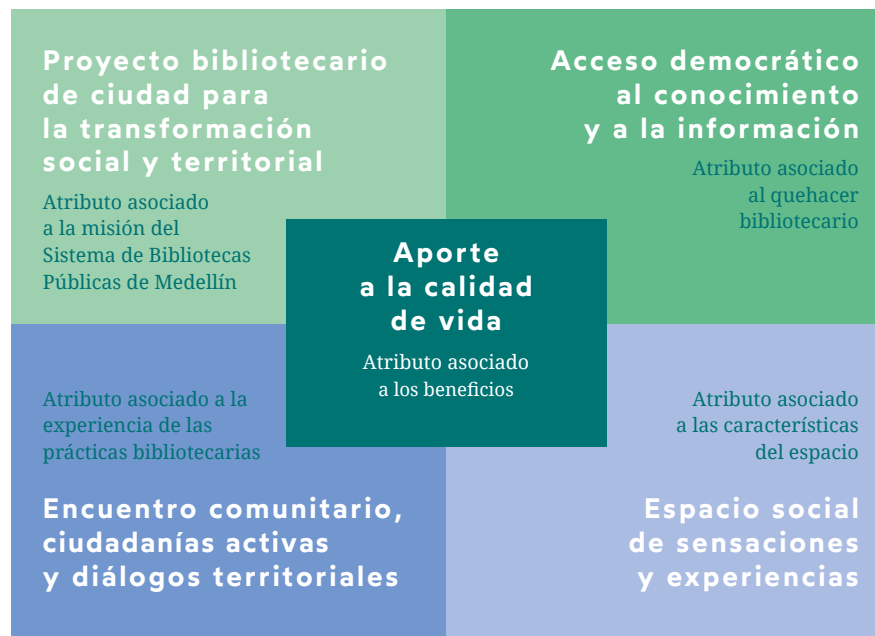 Proyecto bibliotecario
de ciudad para
la transformación
social y territorial
Atributo asociado
a la misión del
Sistema de Bibliotecas
Públicas de Medellín
Acceso democrático
al conocimiento
y a la información
Atributo asociado
al quehacer
bibliotecario
Aporte
a la calidad
de vida
Atributo asociado
a los beneficios
Atributo asociado a la
experiencia de las
prácticas bibliotecarias
Encuentro comunitario,
ciudadanías activas
y diálogos territoriales
Atributo asociado
a las características
del espacio
Espacio social
de sensaciones
y experiencias